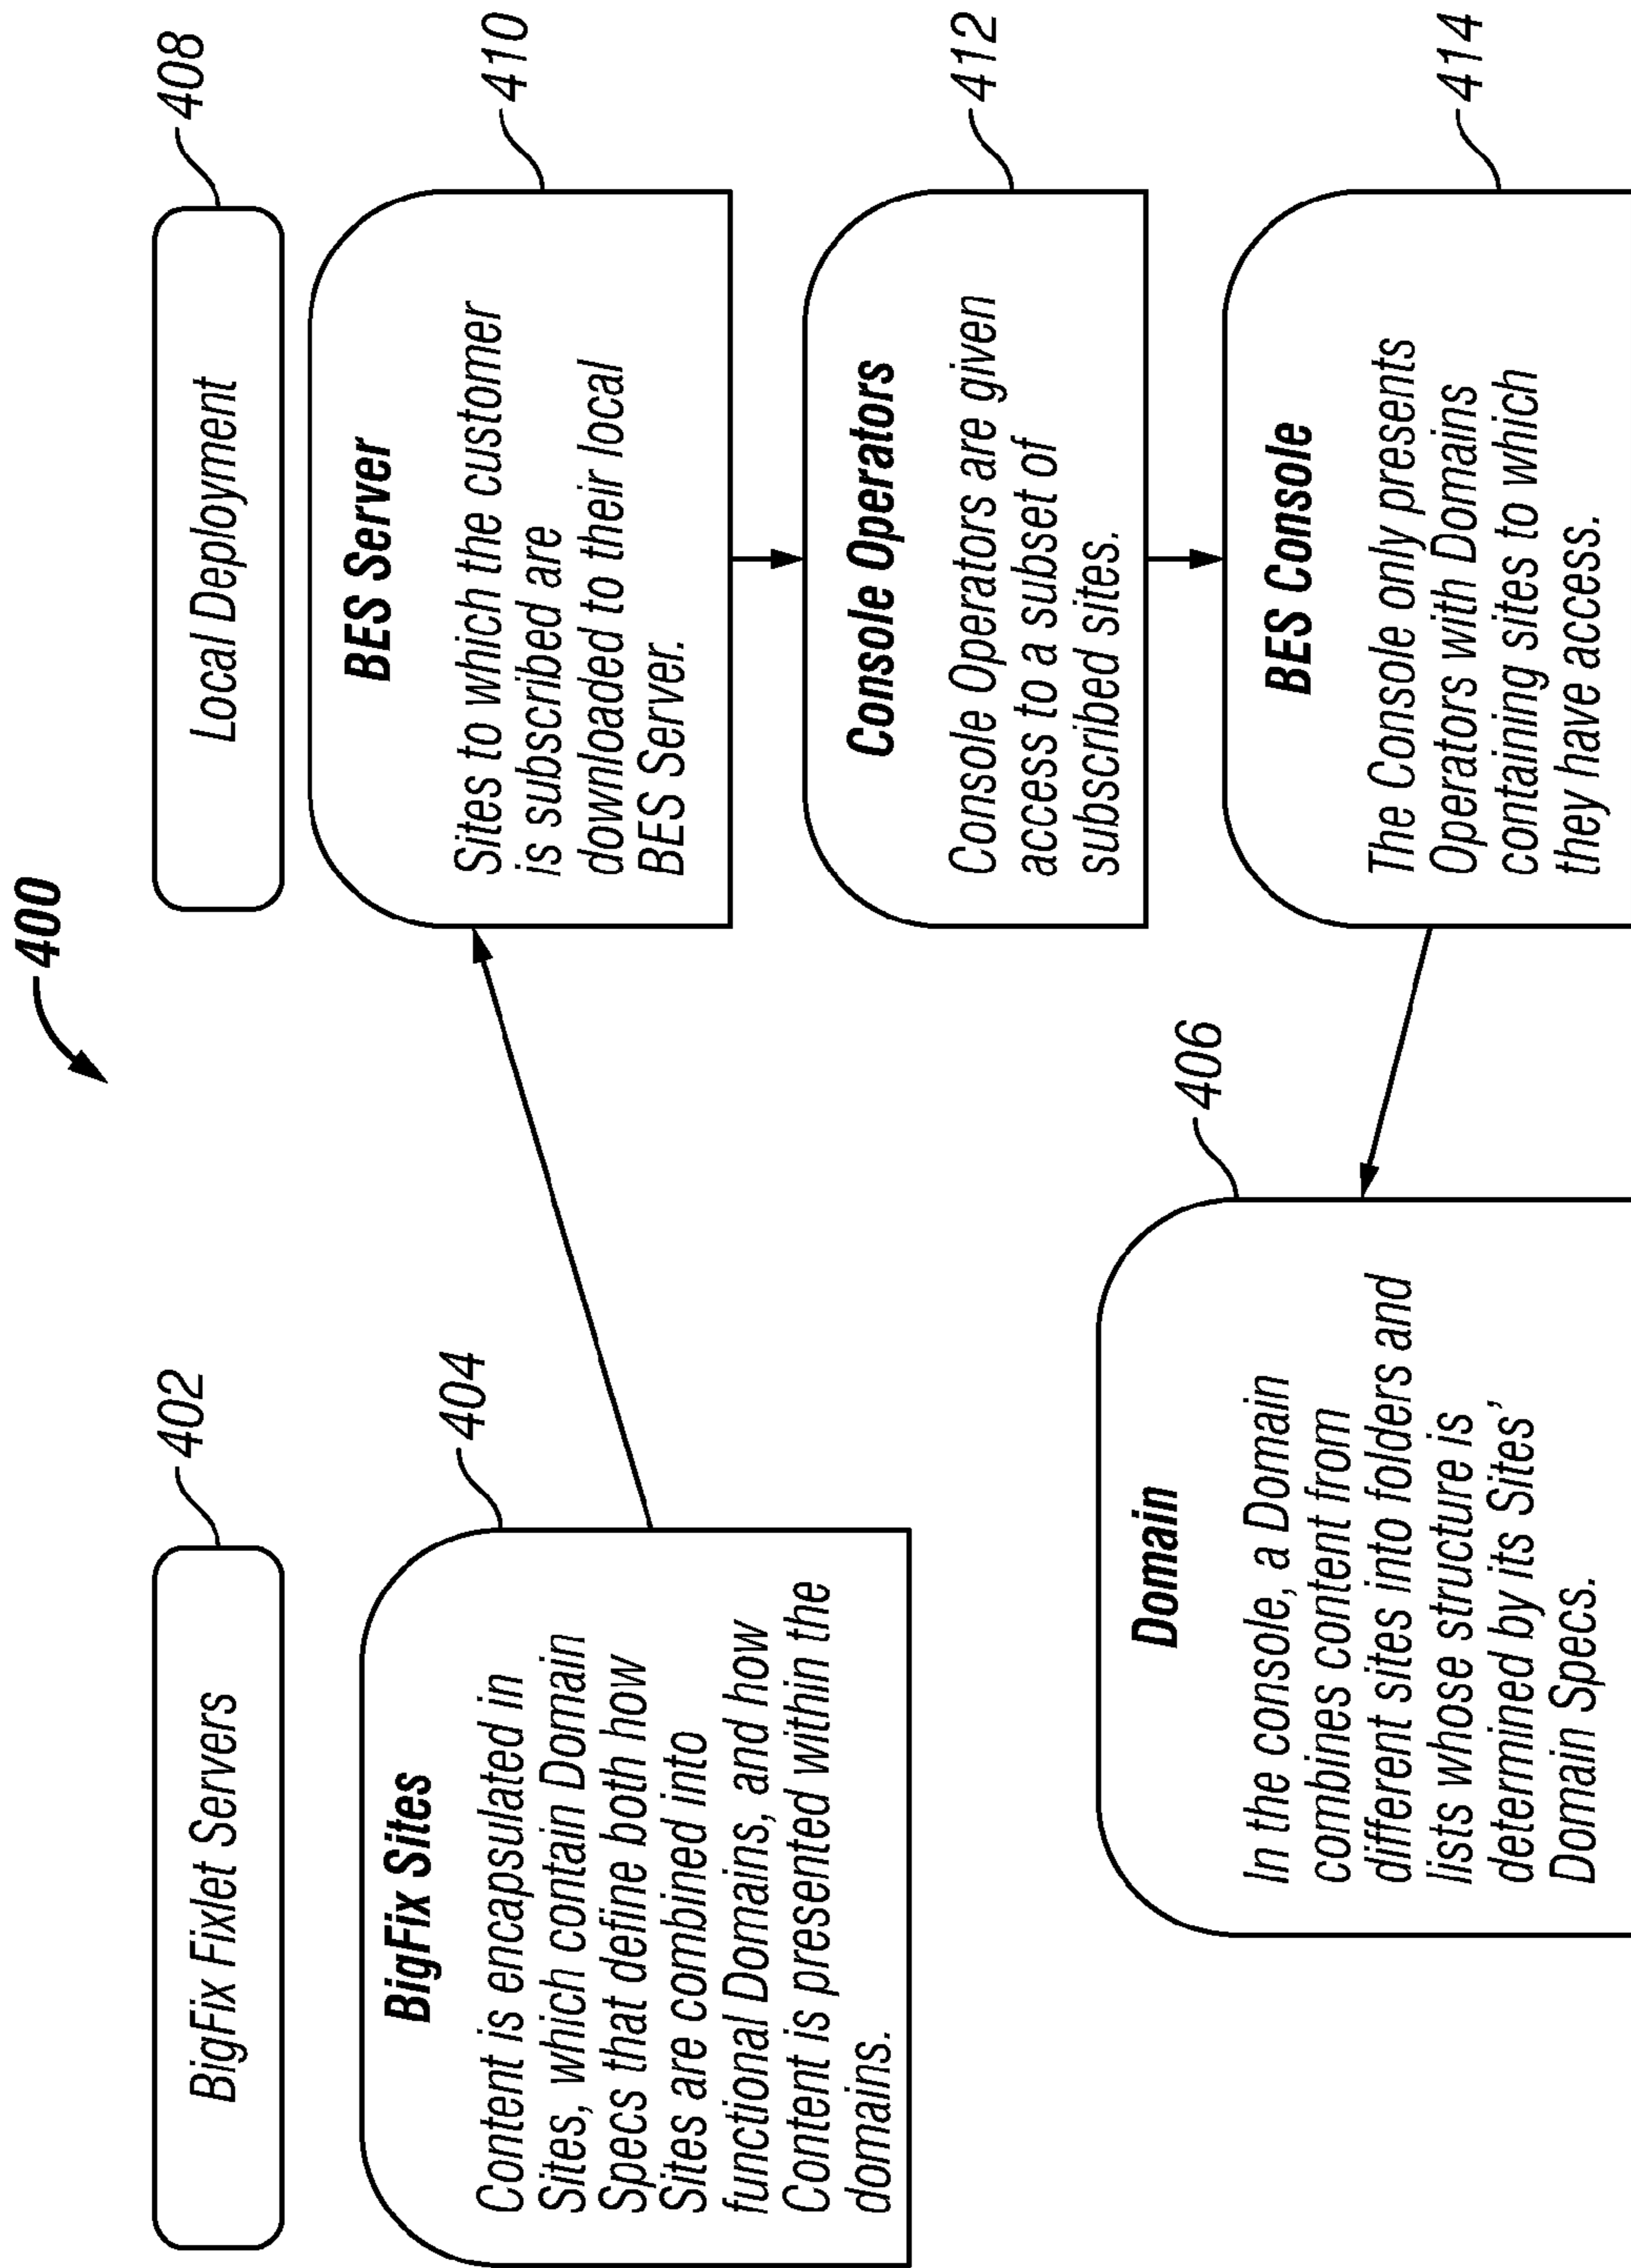 400
402
BigFix Fixlet Servers
404
BigFix Sites
Content is encapsulated in
Sites, which contain Domain
Specs that define both how
Sites are combined into
functional Domains, and how
Content is presented within the
domains.
406
Domain
In the console, a Domain
combines content from
different sites into folders and
lists whose structure is
determined by its Sites'
Domain Specs.
408
Local Deployment
410
BES Server
Sites to which the customer
is subscribed are
downloaded to their local
BES Server.
412
Console Operators
Console Operators are given
access to a subset of
subscribed sites.
414
BES Console
The Console only presents
Operators with Domains
containing sites to which
they have access.